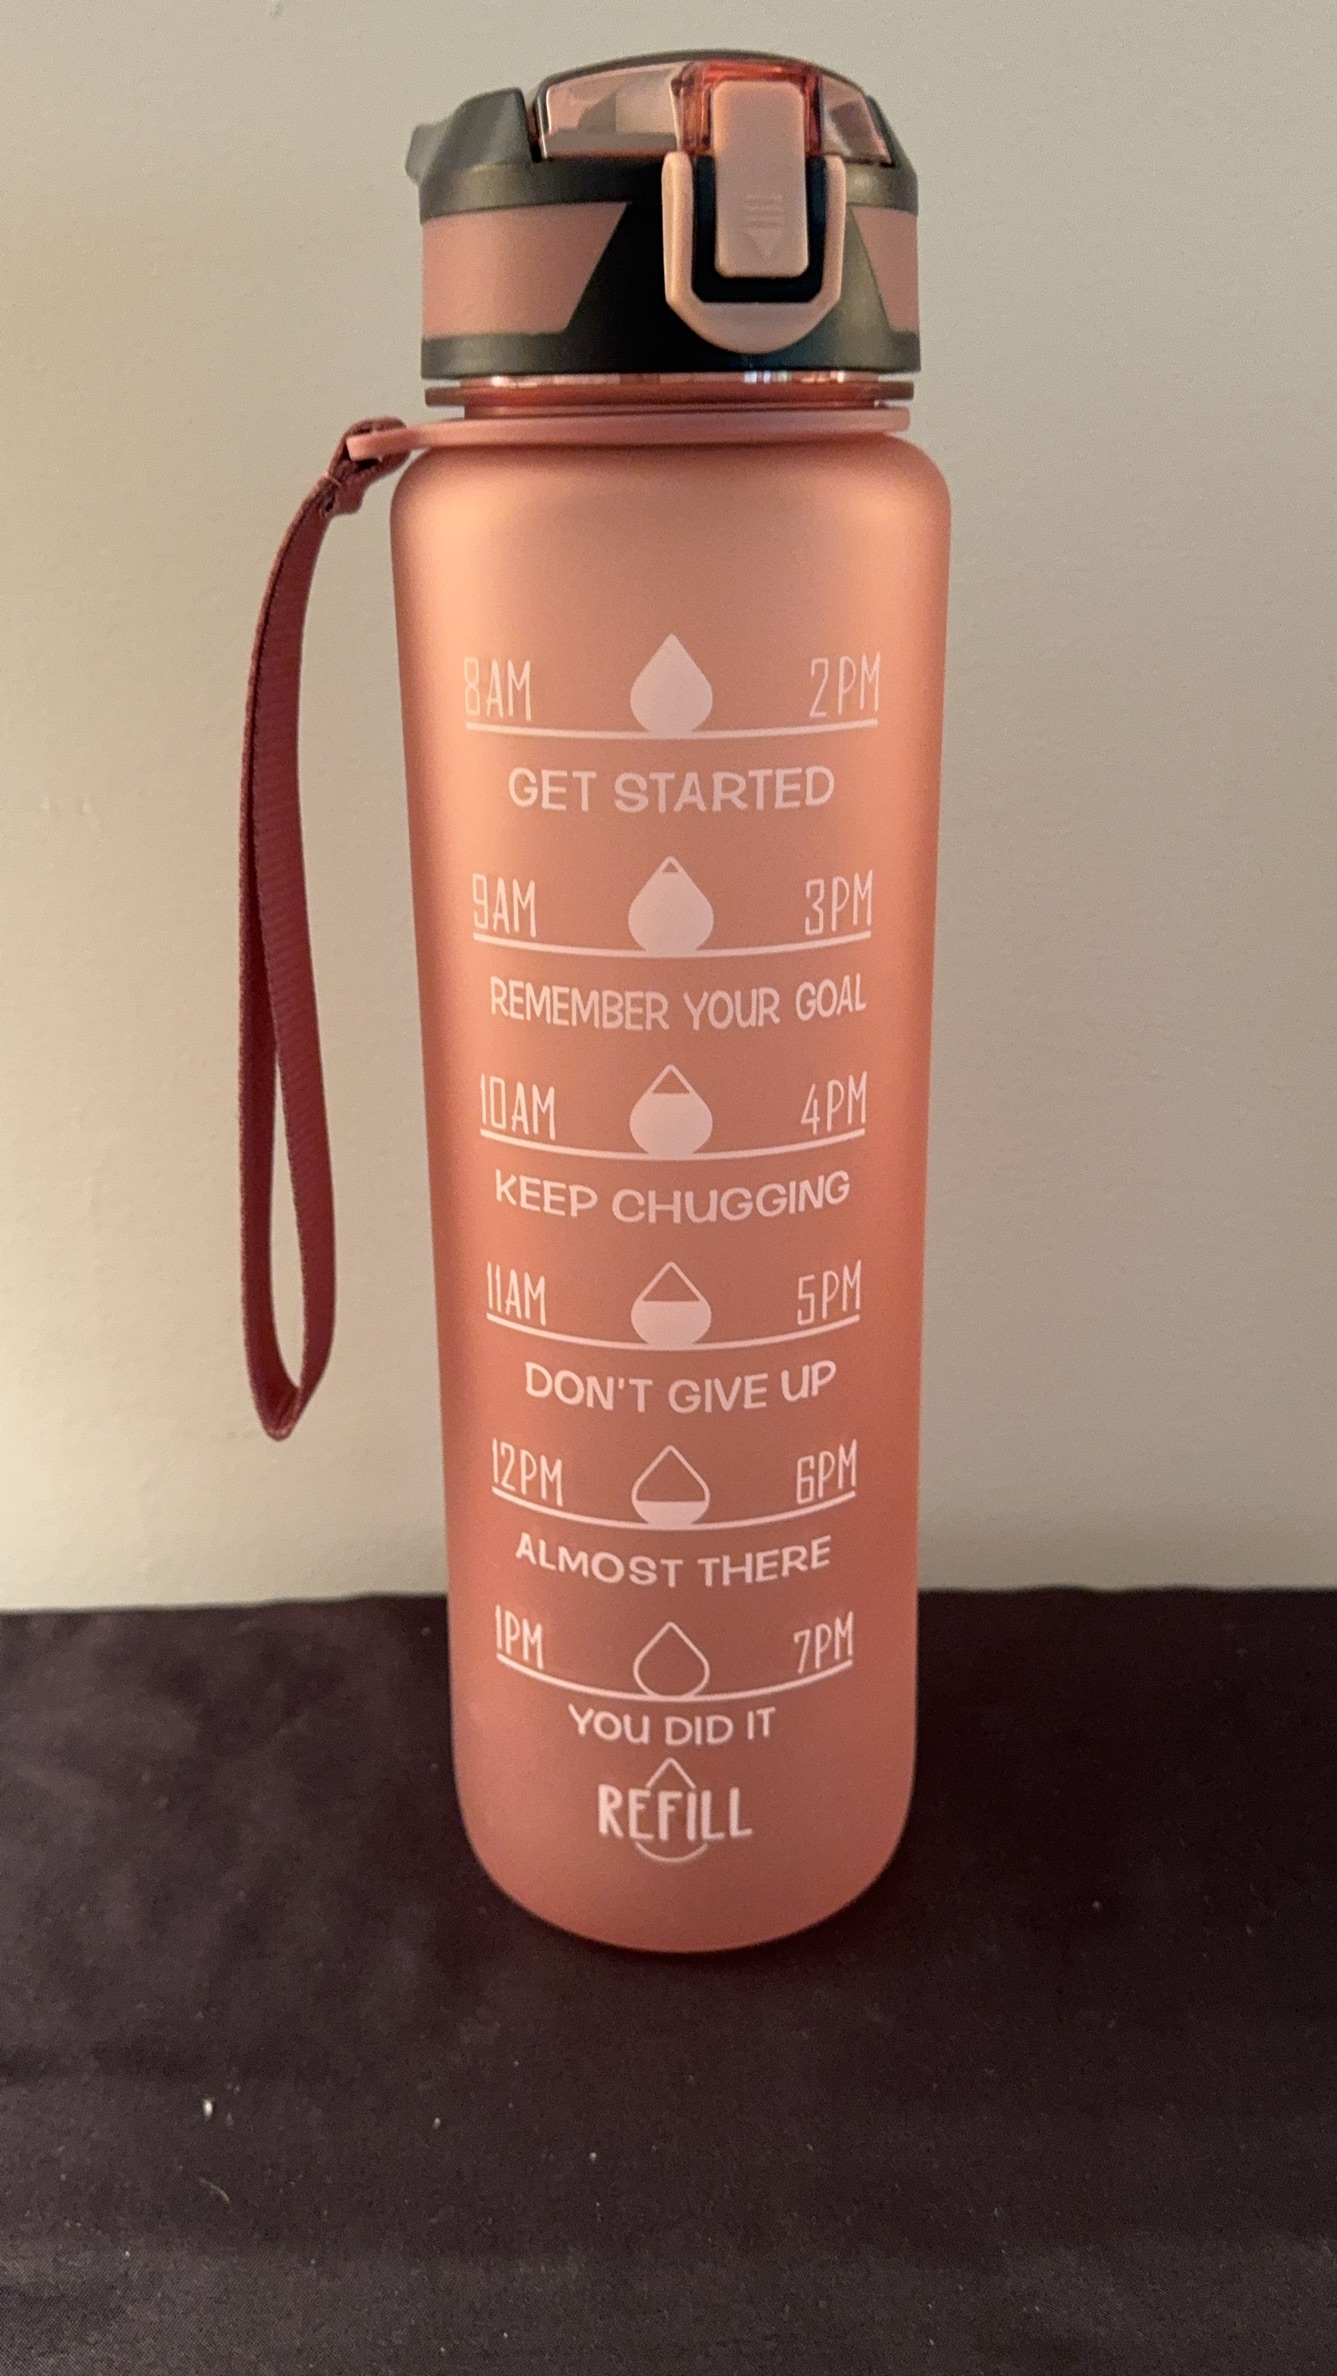 8AM 2PM
GET STARTED
9AM 3PM
REMEMBER YOUR GOAL
10AM 4PM
KEEP CHUGGING
11AM 5PM
DON'T GIVE UP
12PM 6PM
ALMOST THERE
1PM 7PM
YOU DID IT
REFILL